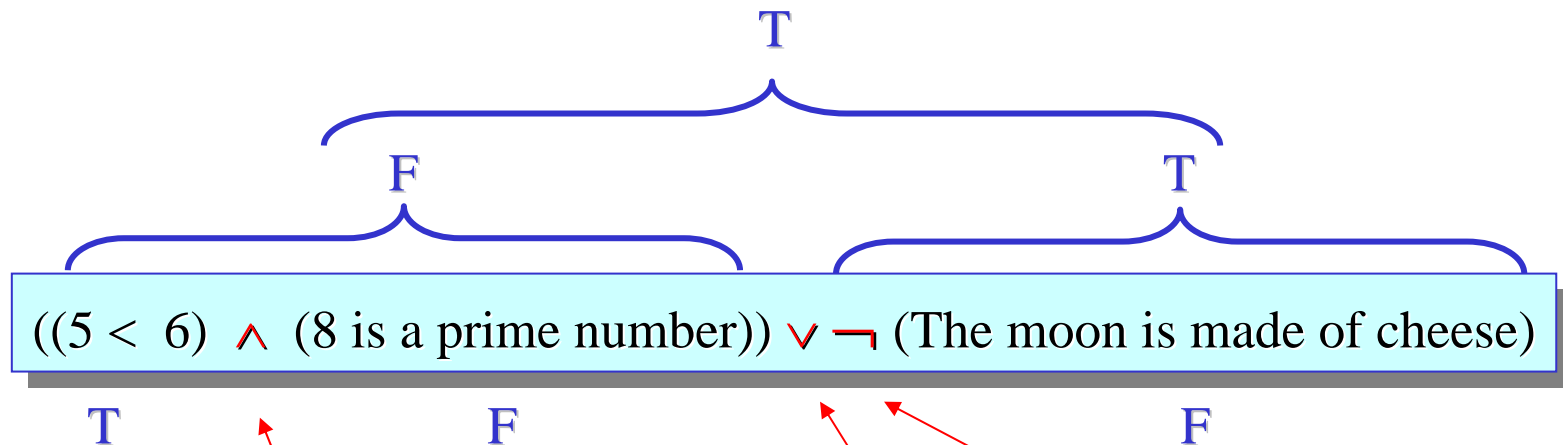 T
F T
((5 < 6) ∧ (8 is a prime number)) ∨ ¬ (The moon is made of cheese)
T F F